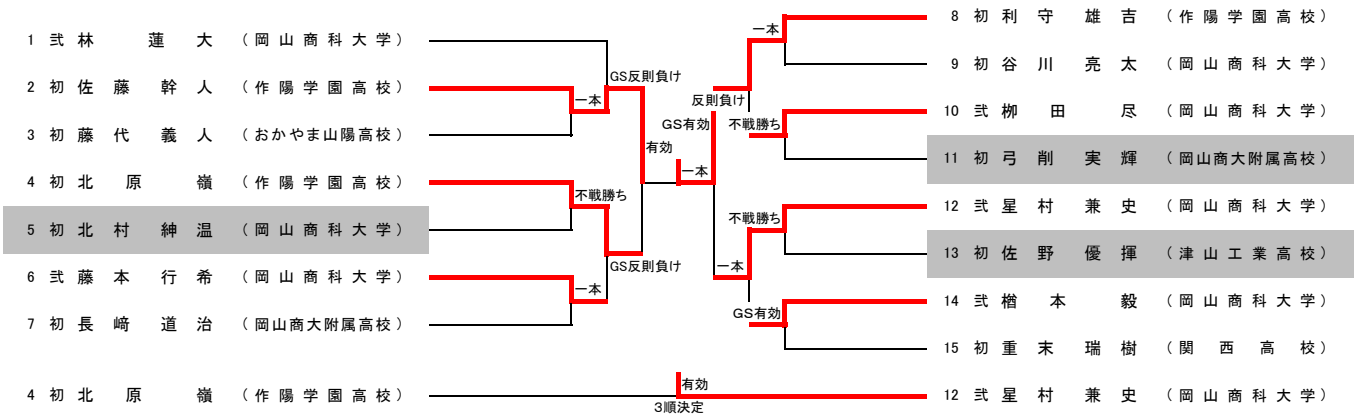 1 弐 林 蓮 大 （ 岡 山 商 科 大 学 ）
2 初 佐 藤 幹 人 （ 作 陽 学 園 高 校 ）
3 初 藤 代 義 人 （ おかやま山陽高校 ）
4 初 北 原 嶺 （ 作 陽 学 園 高 校 ）
5 初 北 村 紳 温 （ 岡 山 商 科 大 学 ）
6 弐 藤 本 行 希 （ 岡 山 商 科 大 学 ）
7 初 長 﨑 道 治 （ 岡山商大附属高校 ）
4 初 北 原 嶺 （ 作 陽 学 園 高 校 ）
GS反則負け
一本
有効
不戦勝ち
GS反則負け
一本
一本
反則負け
GS有効
不戦勝ち
一本
不戦勝ち
一本
GS有効
有効
3順決定
8 初 利 守 雄 吉 （ 作 陽 学 園 高 校 ）
9 初 谷 川 亮 太 （ 岡 山 商 科 大 学 ）
10 弐 栁 田 尽 （ 岡 山 商 科 大 学 ）
11 初 弓 削 実 輝 （ 岡山商大附属高校 ）
12 弐 星 村 兼 史 （ 岡 山 商 科 大 学 ）
13 初 佐 野 優 揮 （ 津 山 工 業 高 校 ）
14 弐 楢 本 毅 （ 岡 山 商 科 大 学 ）
15 初 重 末 瑞 樹 （ 関 西 高 校 ）
12 弐 星 村 兼 史 （ 岡 山 商 科 大 学 ）